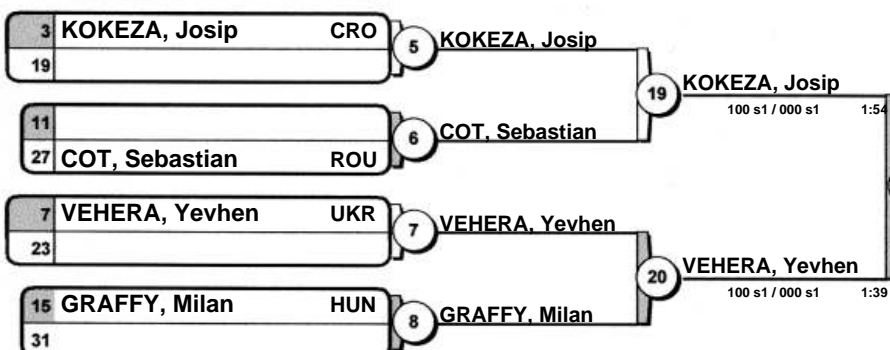 3 KOKEZA, Josip CRO
19
5 KOKEZA, Josip
11
27 COT, Sebastian ROU
6 COT, Sebastian
19 KOKEZA, Josip
100 s1 / 000 s1 1:54
7 VEHERA, Yevhen UKR
23
7 VEHERA, Yevhen
15 GRAFFY, Milan HUN
31
8 GRAFFY, Milan
20 VEHERA, Yevhen
100 s1 / 000 s1 1:39